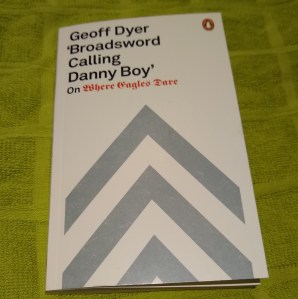 Geoff Dyer
‘Broadsword
Calling
Danny Boy’
On Where Eagles Dare